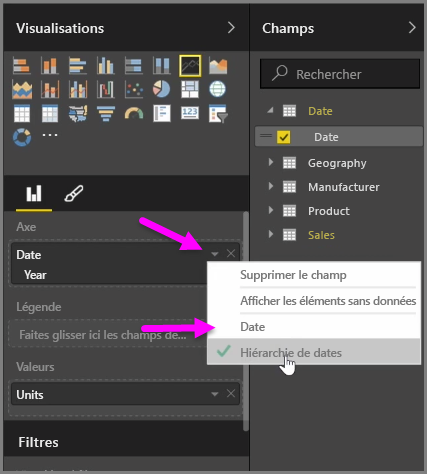 Visualisations
Champs
Rechercher
Date
Date
Geography
Manufacturer
Product
Sales
123
Axe
Date
Year
Supprimer le champ
Afficher les éléments sans données
Date
Hiérarchie de dates
Légende
Faites glisser ici les champs de...
Valeurs
Units
Filtres